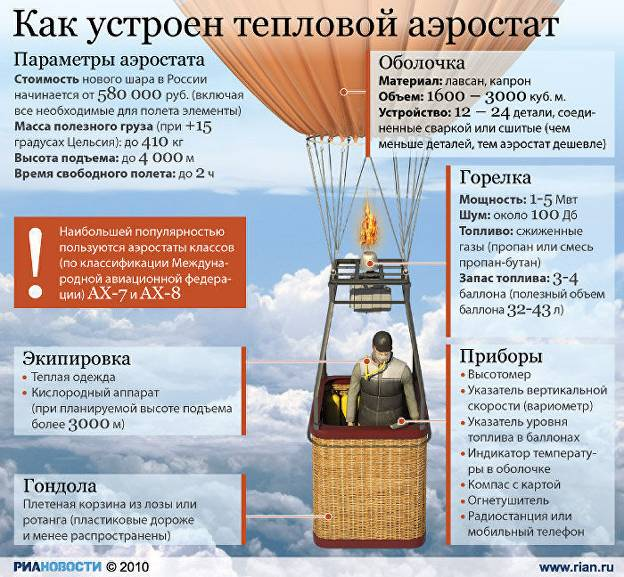 Как устроен тепловой аэростат
Параметры аэростата
Стоимость нового шара в России
начинается от 580 000 руб. (включая
все необходимые для полета элементы)
Масса полезного груза (при +15
градусах Цельсия): до 410 кг
Высота подъема: до 4 000 м
Время свободного полета: до 2 ч
Оболочка
Материал: лавсан, капрон
Объем: 1600 – 3000 куб. м.
Устройство: 12 – 24 детали, соеди-
ненные сваркой или сшитые (чем
меньше деталей, тем аэростат дешевле)
Горелка
Мощность: 1-5 Мвт
Шум: около 100 Дб
Топливо: сжиженные
газы (пропан или смесь
пропан-бутан)
Запас топлива: 3-4
баллона (полезный объем
баллона 32-43 л)
!
Наибольшей популярностью
пользуются аэростаты классов
(по классификации Междуна-
родной авиационной федера-
ции) AX-7 и AX-8
Экипировка
• Теплая одежда
• Кислородный аппарат
(при планируемой высоте подъема
более 3000 м)
Приборы
• Высотомер
• Указатель вертикальной
скорости (вариометр)
• Указатель уровня
топлива в баллонах
• Индикатор температу-
ры в оболочке
• Компас с картой
• Огнетушитель
• Радиостанция или
мобильный телефон
Гондола
Плетеная корзина из лозы или
ротанга (пластиковые дороже
и менее распространены)
РИАНОВОСТИ © 2010
www.rian.ru